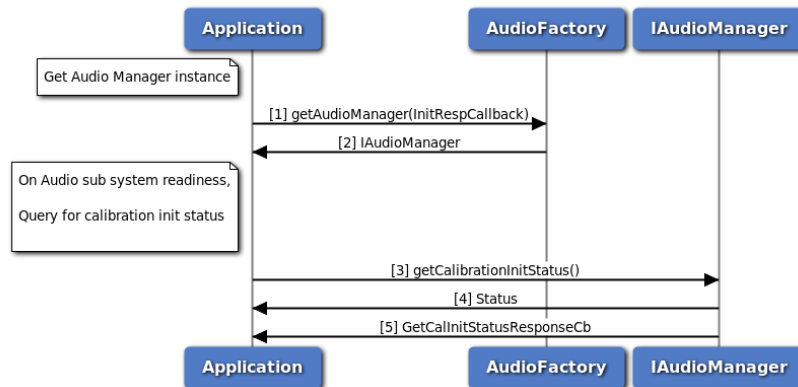 Application
AudioFactory
IAudioManager
Get Audio Manager instance
[1] getAudioManager(InitRespCallback)
[2] IAudioManager
On Audio sub system readiness,
Query for calibration init status
[3] getCalibrationInitStatus()
[4] Status
[5] GetCalInitStatusResponseCb
Application
AudioFactory
IAudioManager